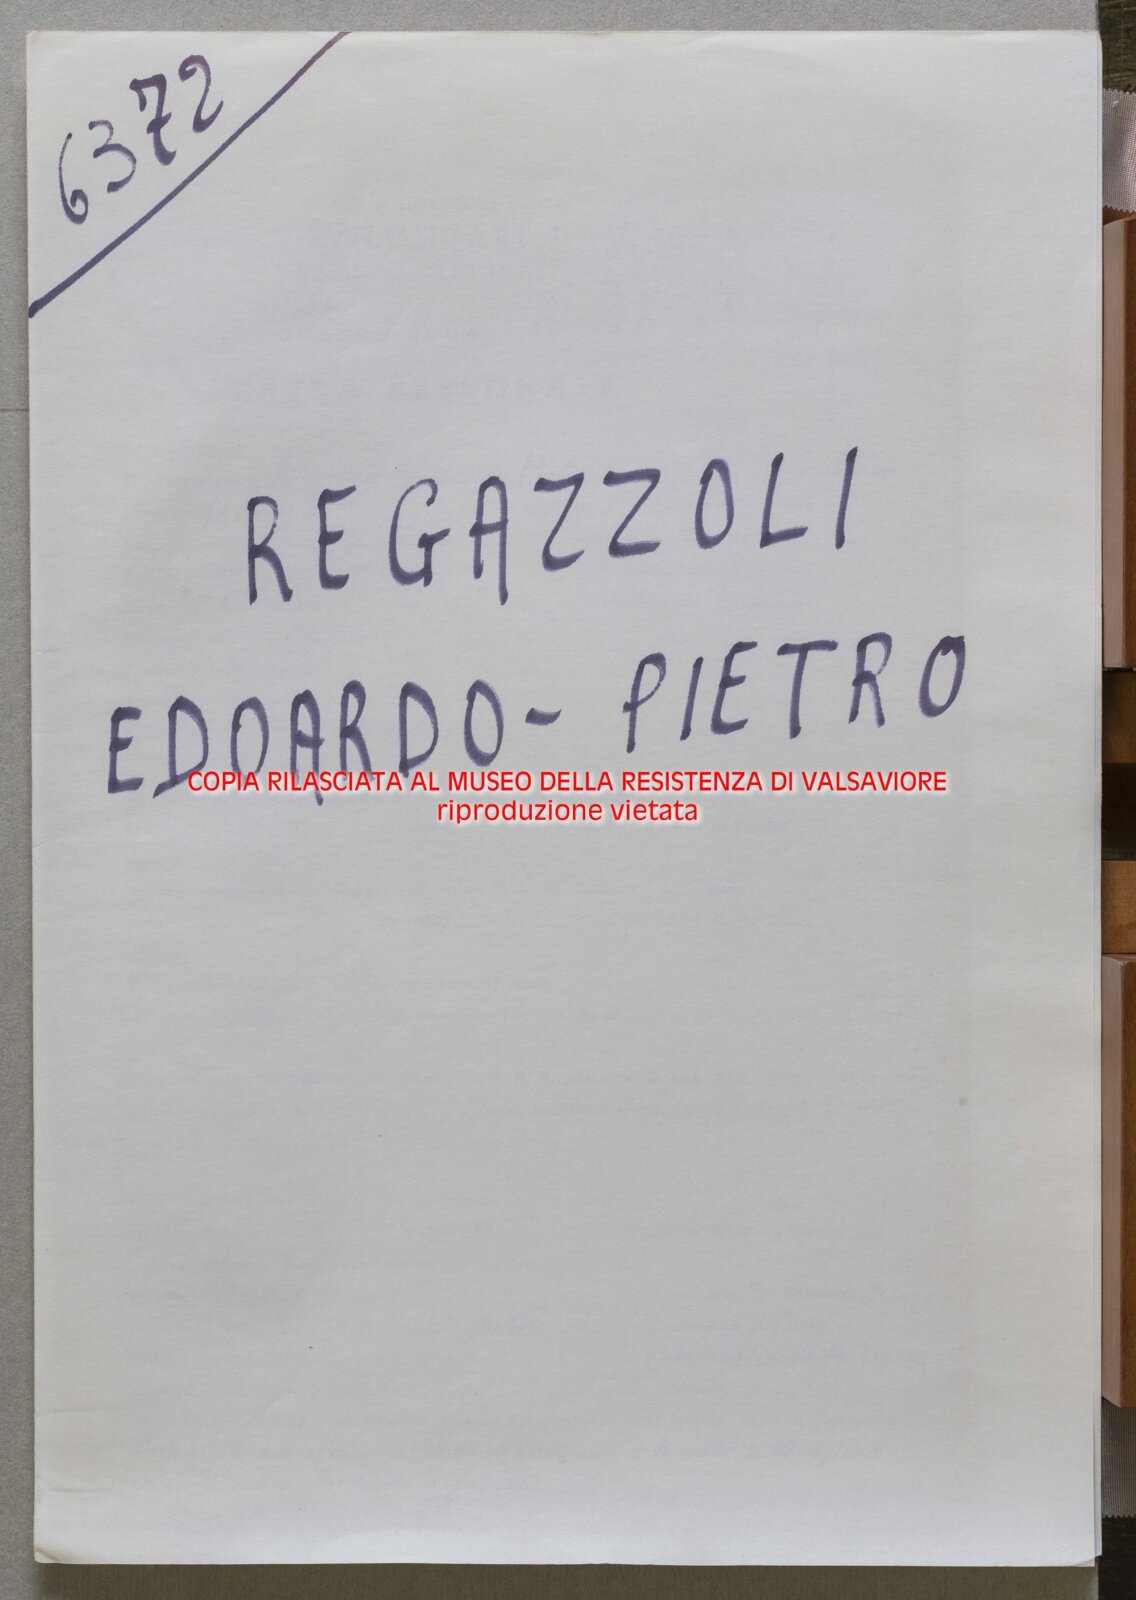 6372
REGAZZOLI
EDOARDO - PIETRO
COPIA RILASCIATA AL MUSEO DELLA RESISTENZA DI VALSAVIORE
riproduzione vietata